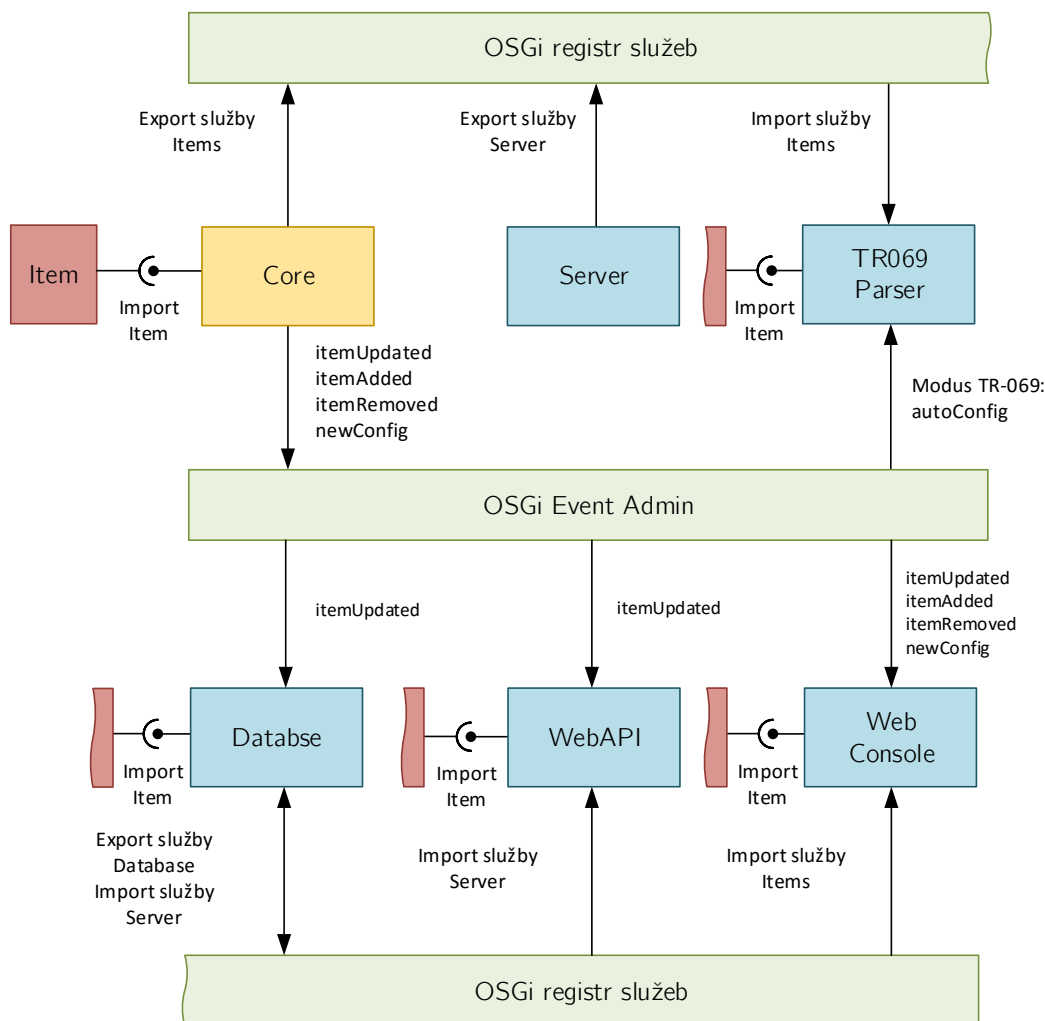 OSGi registr služeb
Export služby
Items
Export služby
Server
Import služby
Items
Item
Import
Item
Core
Server
Import
Item
TR069
Parser
itemUpdated
itemAdded
itemRemoved
newConfig
Modus TR-069:
autoConfig
OSGi Event Admin
itemUpdated
itemUpdated
itemUpdated
itemAdded
itemRemoved
newConfig
Import
Item
Databse
Import
Item
WebAPI
Import
Item
Web
Console
Export služby
Database
Import služby
Server
Import služby
Server
Import služby
Items
OSGi registr služeb